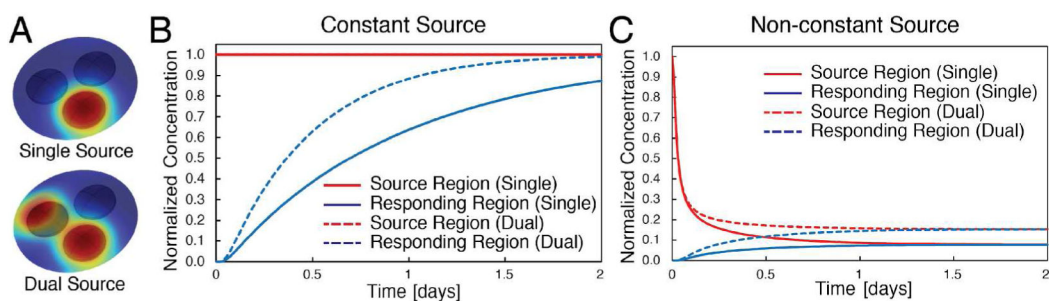 A
Single Source
Dual Source
B
Constant Source
Normalized Concentration
1.0
0.9
0.8
0.7
0.6
0.5
0.4
0.3
0.2
0.1
0.0
Source Region (Single)
Responding Region (Single)
Source Region (Dual)
Responding Region (Dual)
0
0.5
1
1.5
2
Time [days]
C
Non-constant Source
Normalized Concentration
1.0
0.9
0.8
0.7
0.6
0.5
0.4
0.3
0.2
0.1
0.0
Source Region (Single)
Responding Region (Single)
Source Region (Dual)
Responding Region (Dual)
0
0.5
1
1.5
2
Time [days]